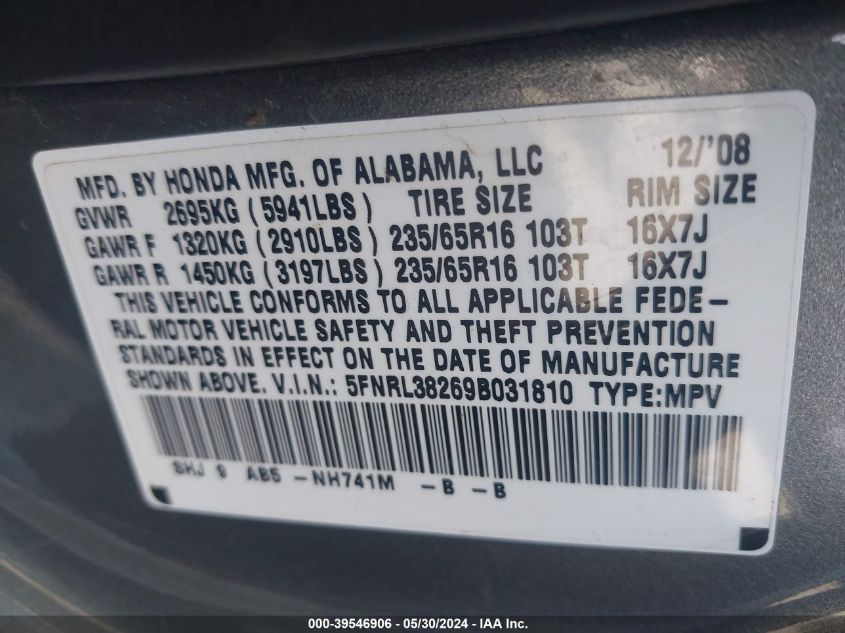 MFD. BY HONDA MFG. OF ALABAMA, LLC 12/'08
GVWR 2695KG (5941LBS) TIRE SIZE RIM SIZE
GAWR F 1320KG (2910LBS) 235/65R16 103T 16X7J
GAWR R 1450KG (3197LBS) 235/65R16 103T 16X7J
THIS VEHICLE CONFORMS TO ALL APPLICABLE FEDE-
RAL MOTOR VEHICLE SAFETY AND THEFT PREVENTION
STANDARDS IN EFFECT ON THE DATE OF MANUFACTURE
SHOWN ABOVE. V.I.N.: 5FNRL38269B031810 TYPE:MPV
SHJ 9 AB5 -NH741M -B -B
000-39546906 - 05/30/2024 - IAA Inc.